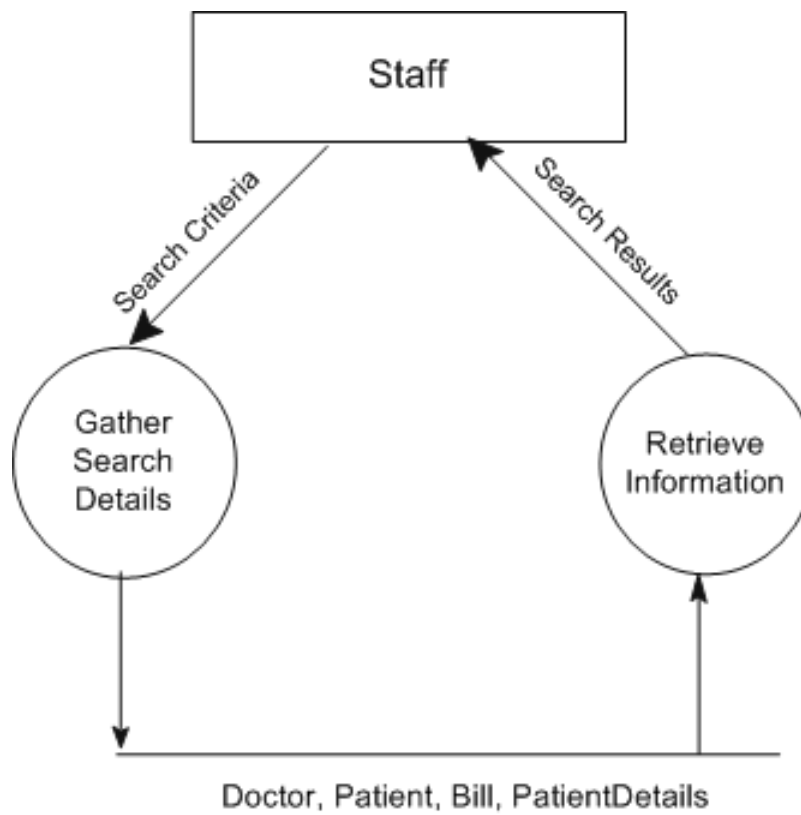 Staff
Search Criteria
Search Results
Gather
Search
Details
Retrieve
Information
Doctor, Patient, Bill, PatientDetails